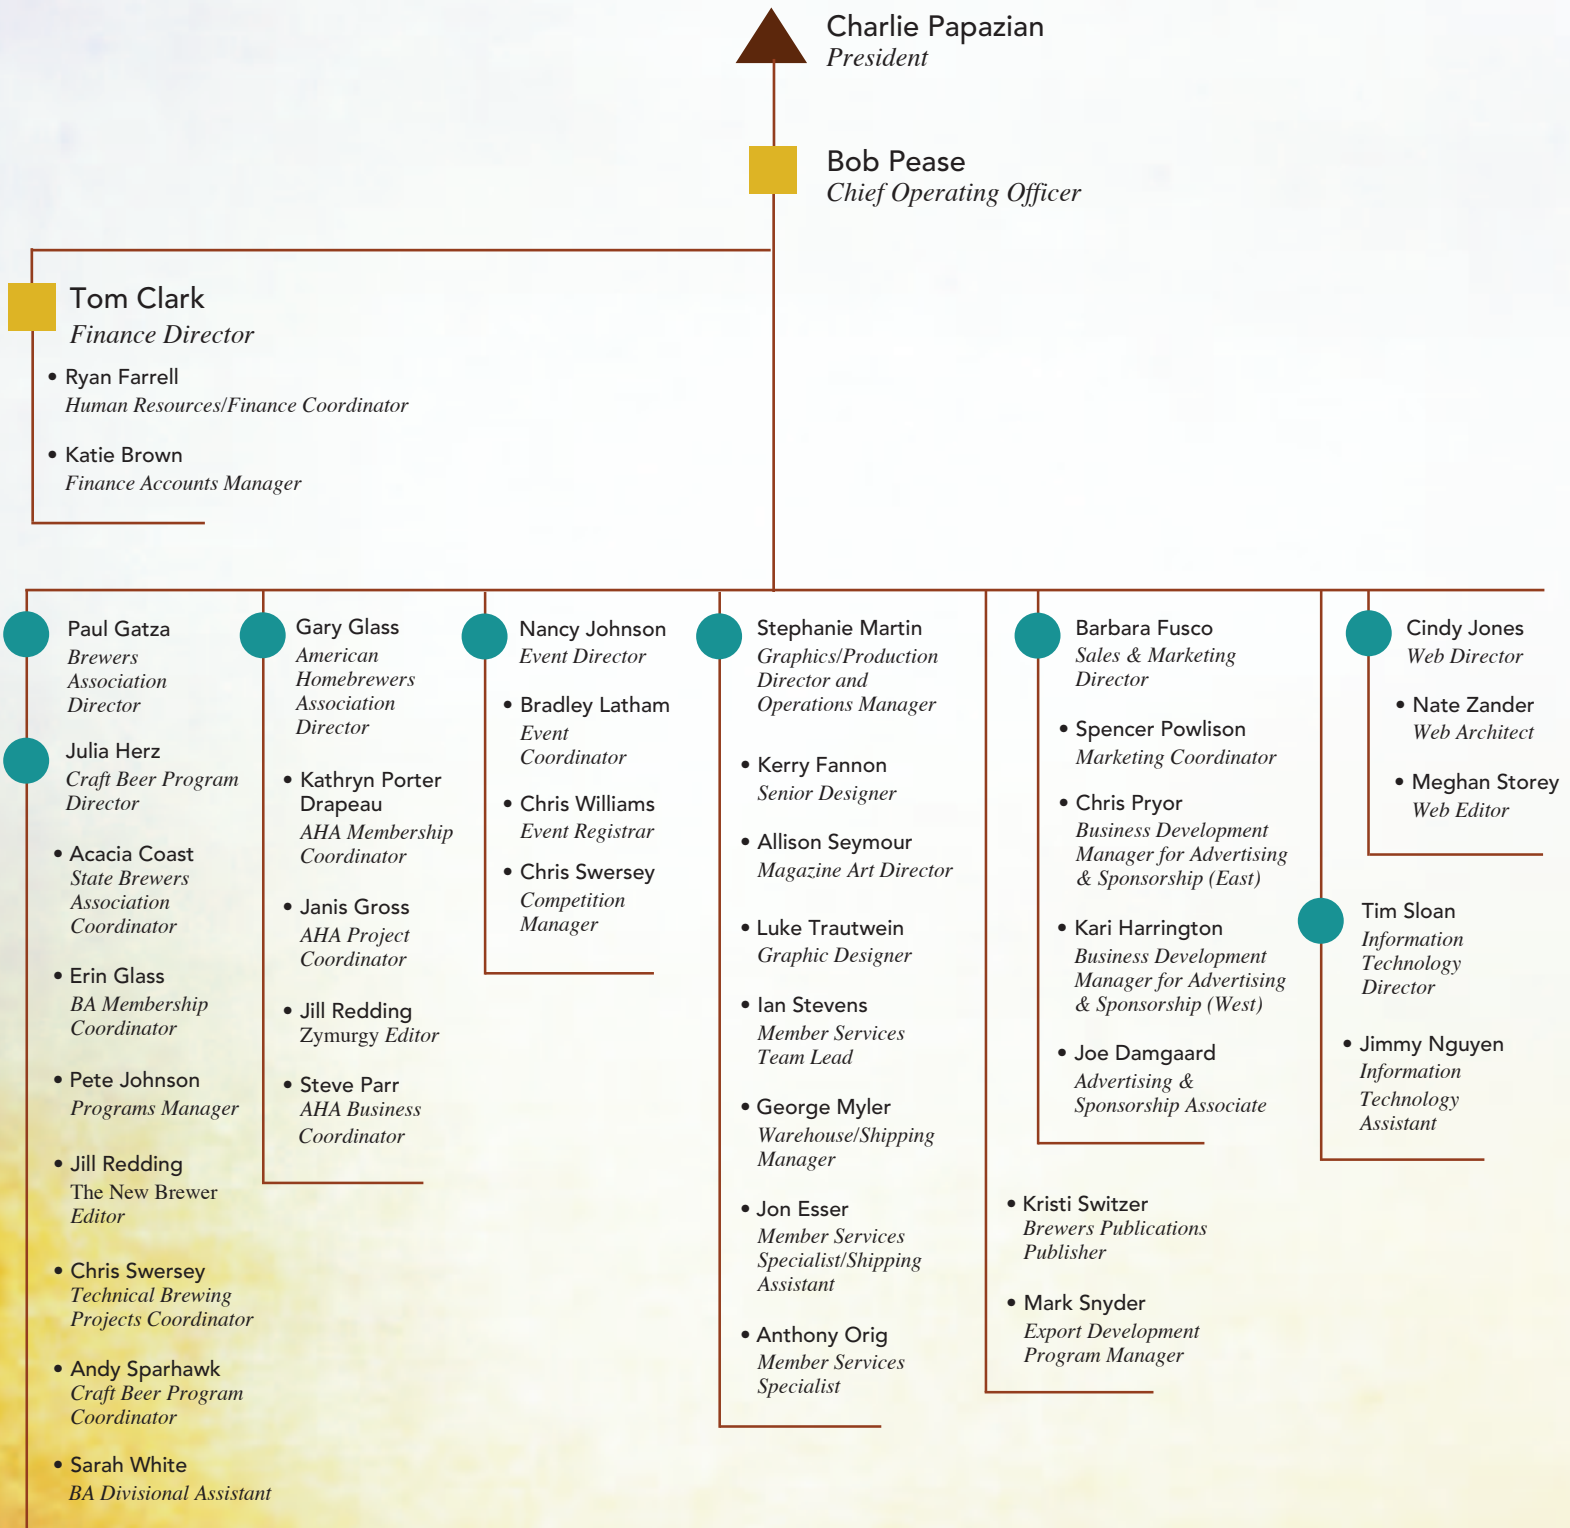 Charlie Papazian
President
Bob Pease
Chief Operating Officer
Tom Clark
Finance Director
• Ryan Farrell
Human Resources/Finance Coordinator
• Katie Brown
Finance Accounts Manager
Paul Gatza
Brewers
Association
Director
Julia Herz
Craft Beer Program
Director
• Acacia Coast
State Brewers
Association
Coordinator
• Erin Glass
BA Membership
Coordinator
• Pete Johnson
Programs Manager
• Jill Redding
The New Brewer
Editor
• Chris Swersey
Technical Brewing
Projects Coordinator
• Andy Sparhawk
Craft Beer Program
Coordinator
• Sarah White
BA Divisional Assistant
Gary Glass
American
Homebrewers
Association
Director
• Kathryn Porter
Drapeau
AHA Membership
Coordinator
• Janis Gross
AHA Project
Coordinator
• Jill Redding
Zymurgy Editor
• Steve Parr
AHA Business
Coordinator
Nancy Johnson
Event Director
• Bradley Latham
Event
Coordinator
• Chris Williams
Event Registrar
• Chris Swersey
Competition
Manager
Stephanie Martin
Graphics/Production
Director and
Operations Manager
• Kerry Fannon
Senior Designer
• Allison Seymour
Magazine Art Director
• Luke Trautwein
Graphic Designer
• Ian Stevens
Member Services
Team Lead
• George Myler
Warehouse/Shipping
Manager
• Jon Esser
Member Services
Specialist/Shipping
Assistant
• Anthony Orig
Member Services
Specialist
Barbara Fusco
Sales & Marketing
Director
• Spencer Powlison
Marketing Coordinator
• Chris Pryor
Business Development
Manager for Advertising
& Sponsorship (East)
• Kari Harrington
Business Development
Manager for Advertising
& Sponsorship (West)
• Joe Damgaard
Advertising &
Sponsorship Associate
• Kristi Switzer
Brewers Publications
Publisher
• Mark Snyder
Export Development
Program Manager
Cindy Jones
Web Director
• Nate Zander
Web Architect
• Meghan Storey
Web Editor
Tim Sloan
Information
Technology
Director
• Jimmy Nguyen
Information
Technology
Assistant